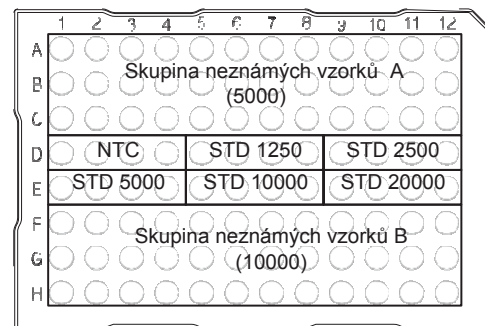 1 2 3 4 5 6 7 8 9 10 11 12
A
Skupina neznámých vzorků A
B
(5000)
C
D NTC STD 1250 STD 2500
E STD 5000 STD 10000 STD 20000
F
Skupina neznámých vzorků B
G (10000)
H